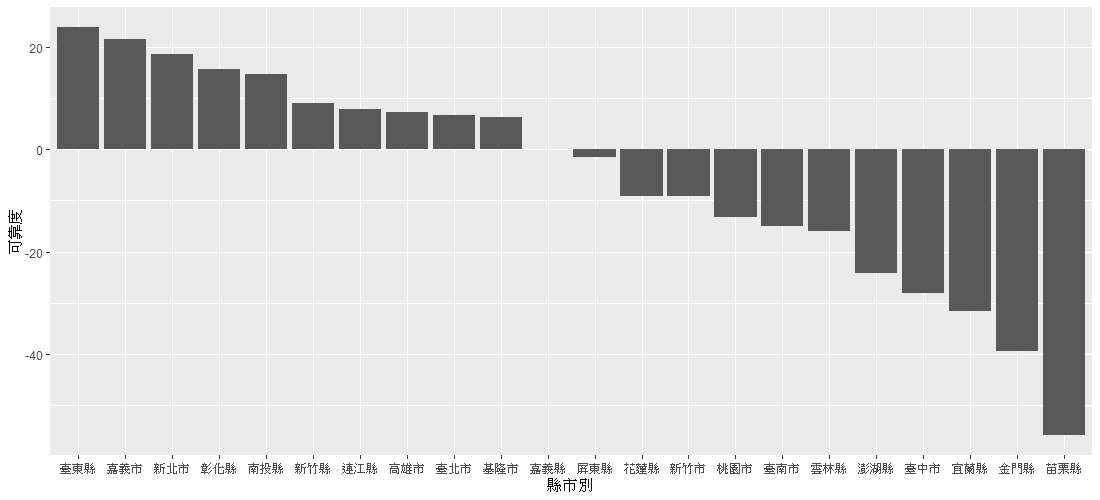 可靠度
20
0
-20
-40
臺東縣 嘉義市 新北市 彰化縣 南投縣 新竹縣 連江縣 高雄市 臺北市 基隆市 嘉義縣 屏東縣 花蓮縣 新竹市 桃園市 臺南市 雲林縣 澎湖縣 臺中市 宜蘭縣 金門縣 苗栗縣
縣市別